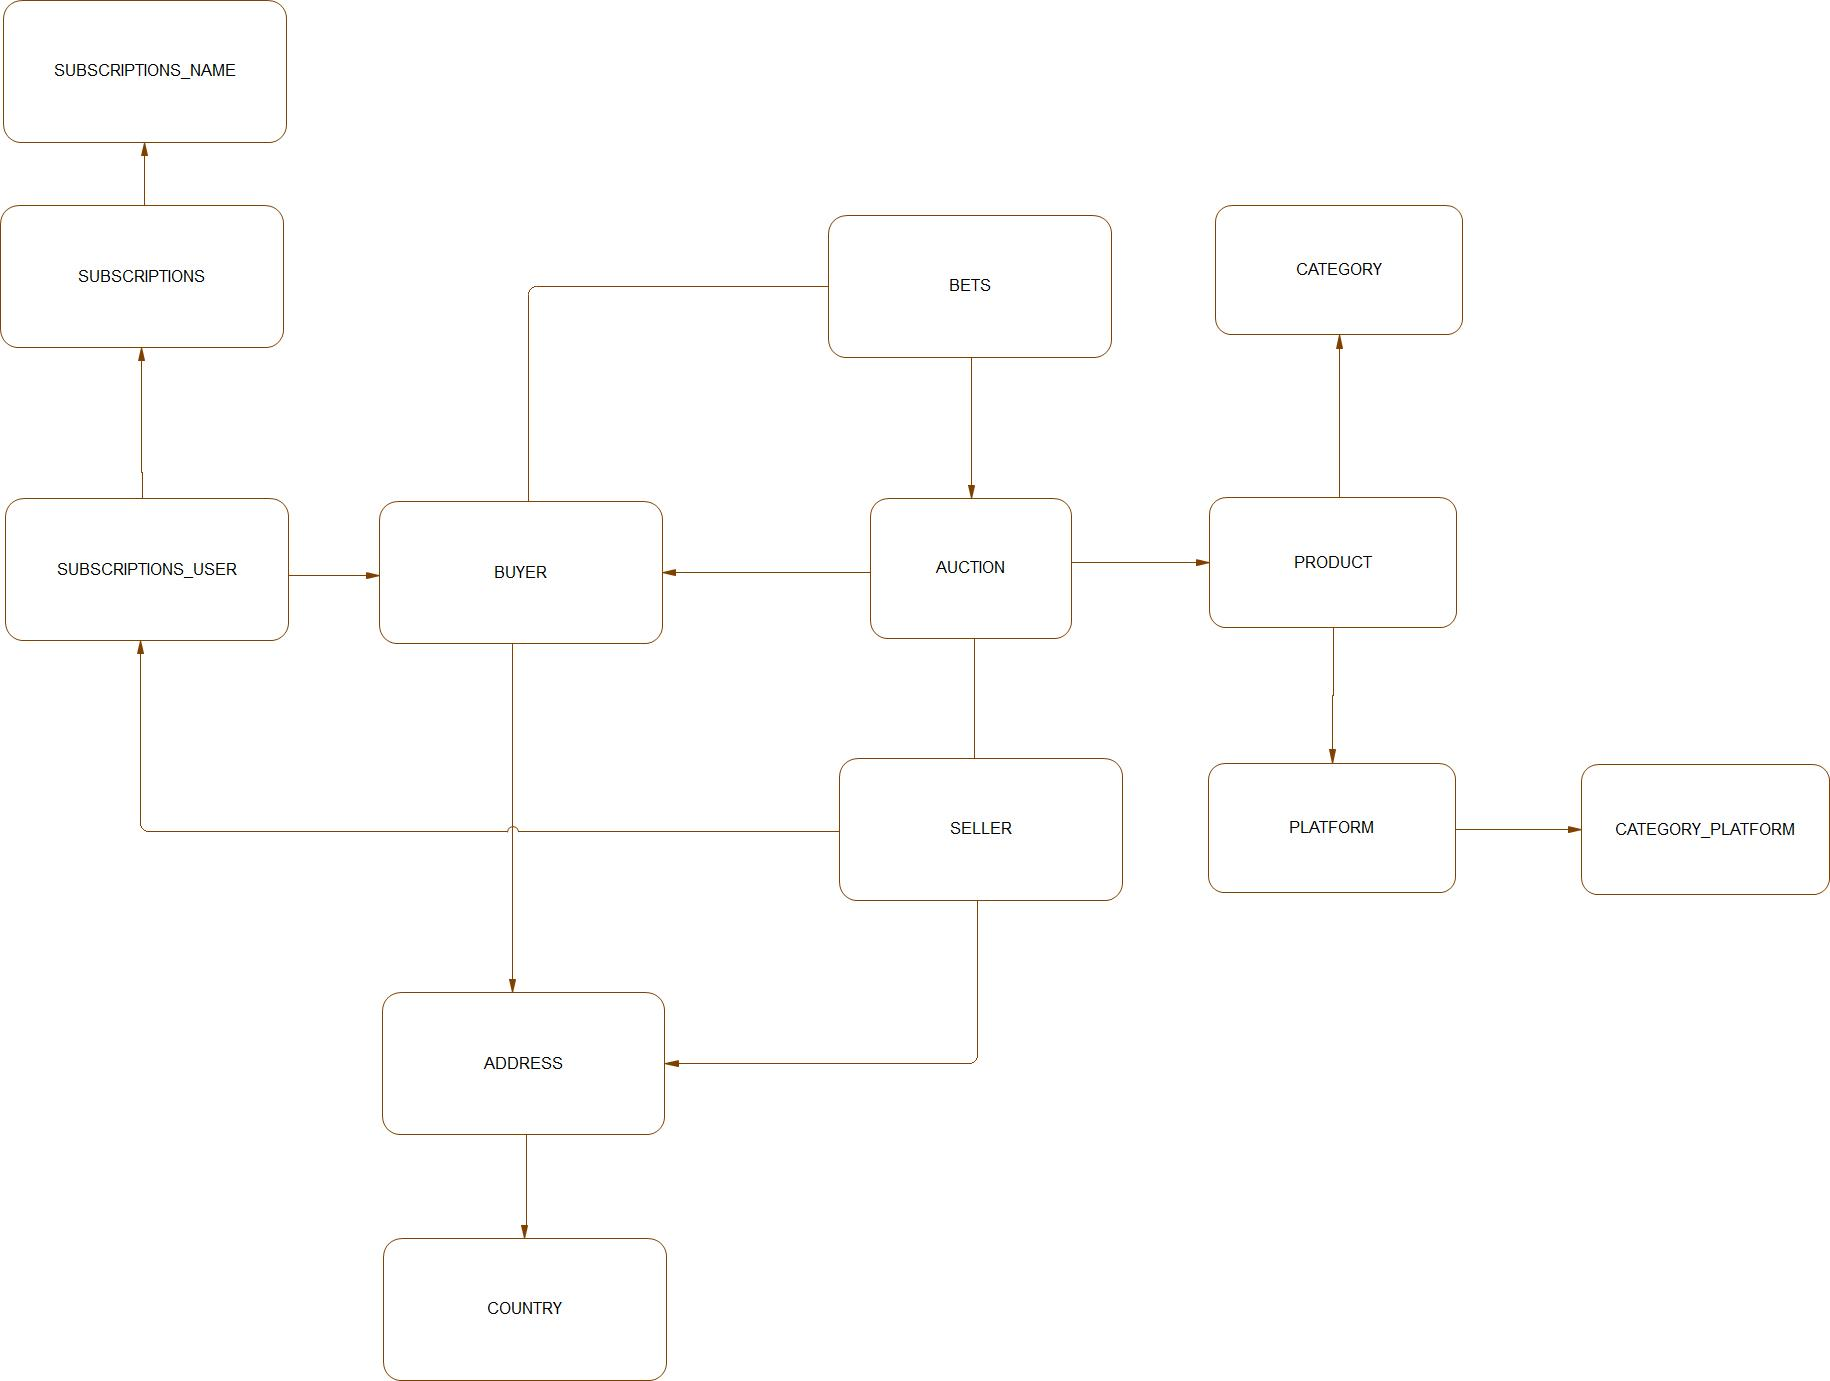 SUBSCRIPTIONS_NAME
SUBSCRIPTIONS
BETS
CATEGORY
SUBSCRIPTIONS_USER
BUYER
AUCTION
PRODUCT
SELLER
PLATFORM
CATEGORY_PLATFORM
ADDRESS
COUNTRY